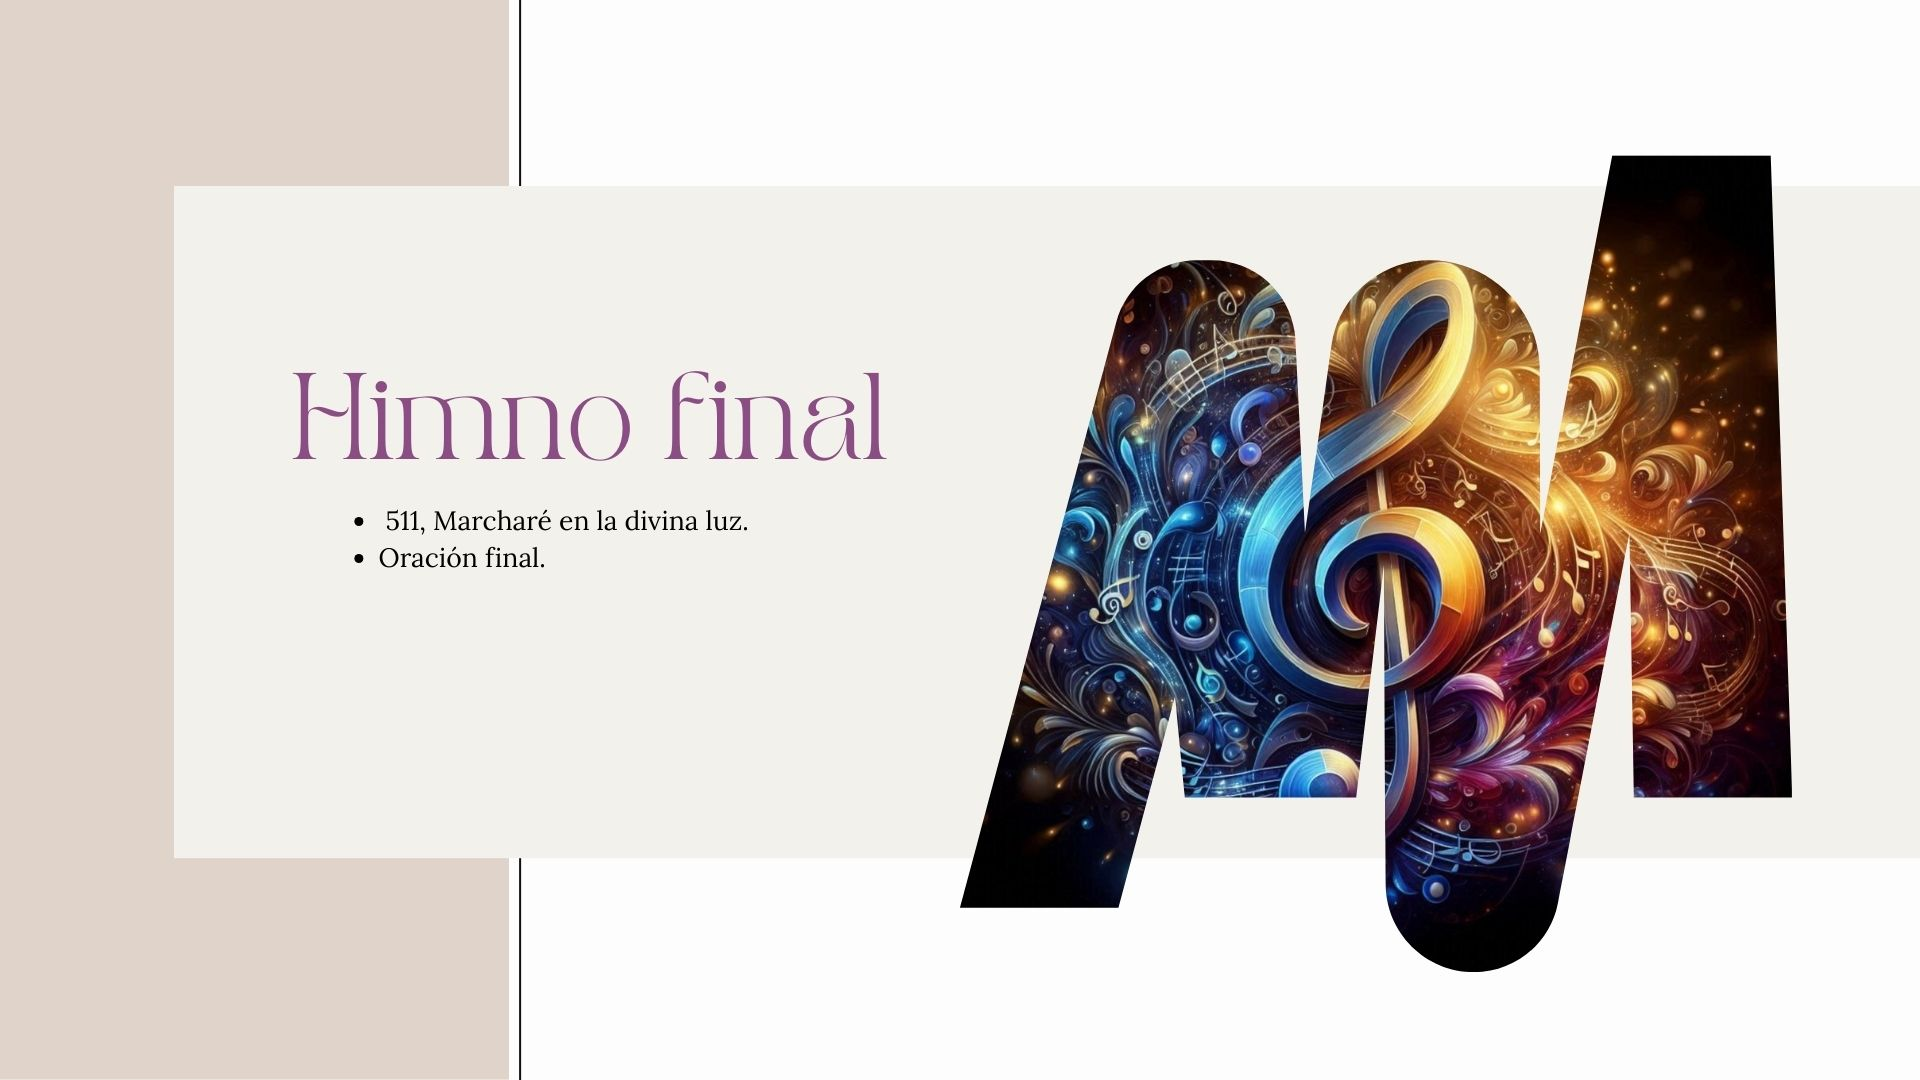 Himno final
• 511, Marcharé en la divina luz.
• Oración final.